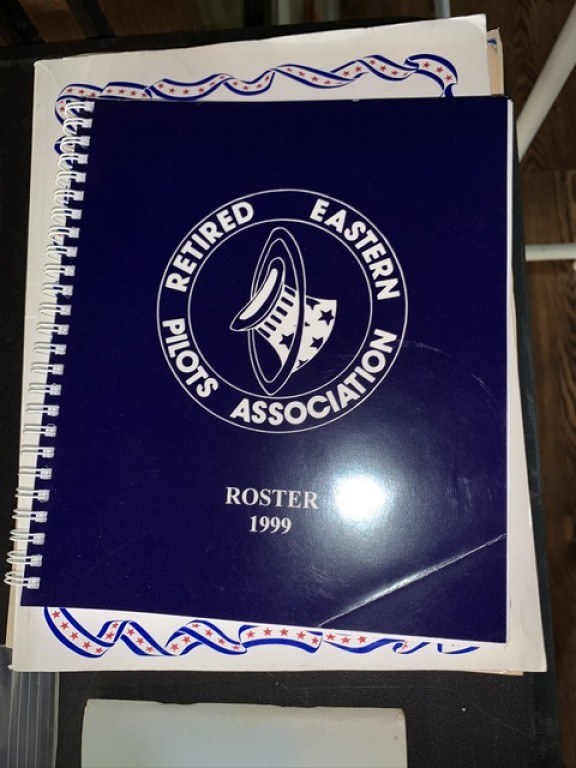 RETIRED EASTERN
PILOTS ASSOCIATION
ROSTER
1999